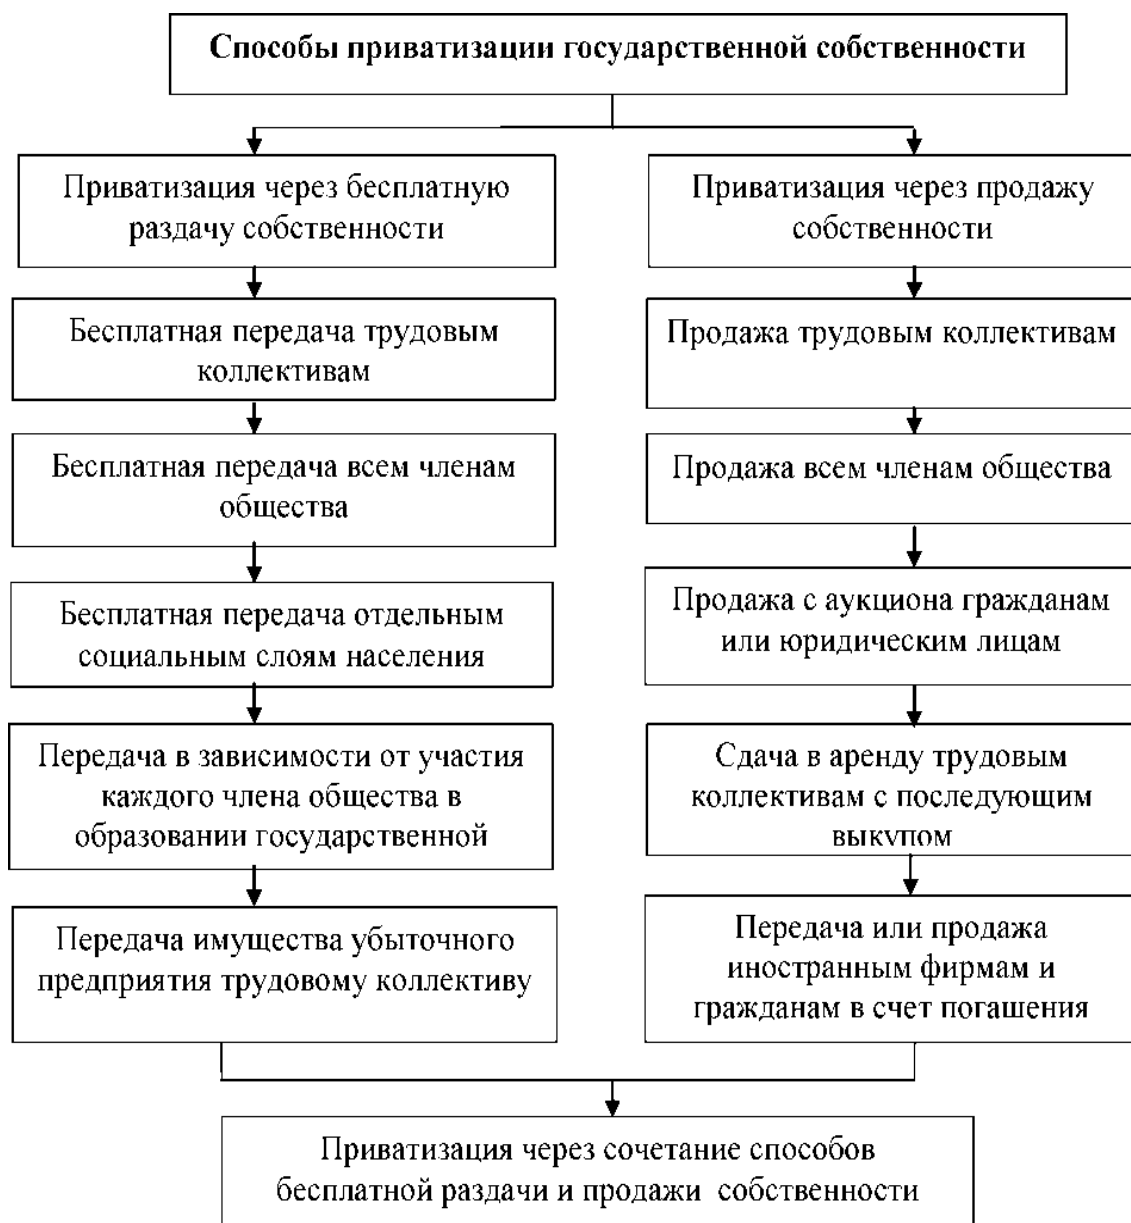 Способы приватизации государственной собственности
Приватизация через бесплатную
раздачу собственности
Бесплатная передача трудовым
коллективам
Бесплатная передача всем членам
общества
Бесплатная передача отдельным
социальным слоям населения
Передача в зависимости от участия
каждого члена общества в
образовании государственной
Передача имущества убыточного
предприятия трудовому коллективу
Приватизация через продажу
собственности
Продажа трудовым коллективам
Продажа всем членам общества
Продажа с аукциона гражданам
или юридическим лицам
Сдача в аренду трудовым
коллективам с последующим
выкупом
Передача или продажа
иностранным фирмам и
гражданам в счет погашения
Приватизация через сочетание способов
бесплатной раздачи и продажи собственности